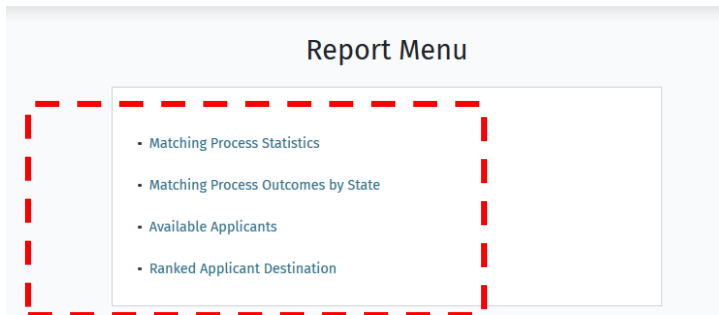 Report Menu
Matching Process Statistics
Matching Process Outcomes by State
Available Applicants
Ranked Applicant Destination